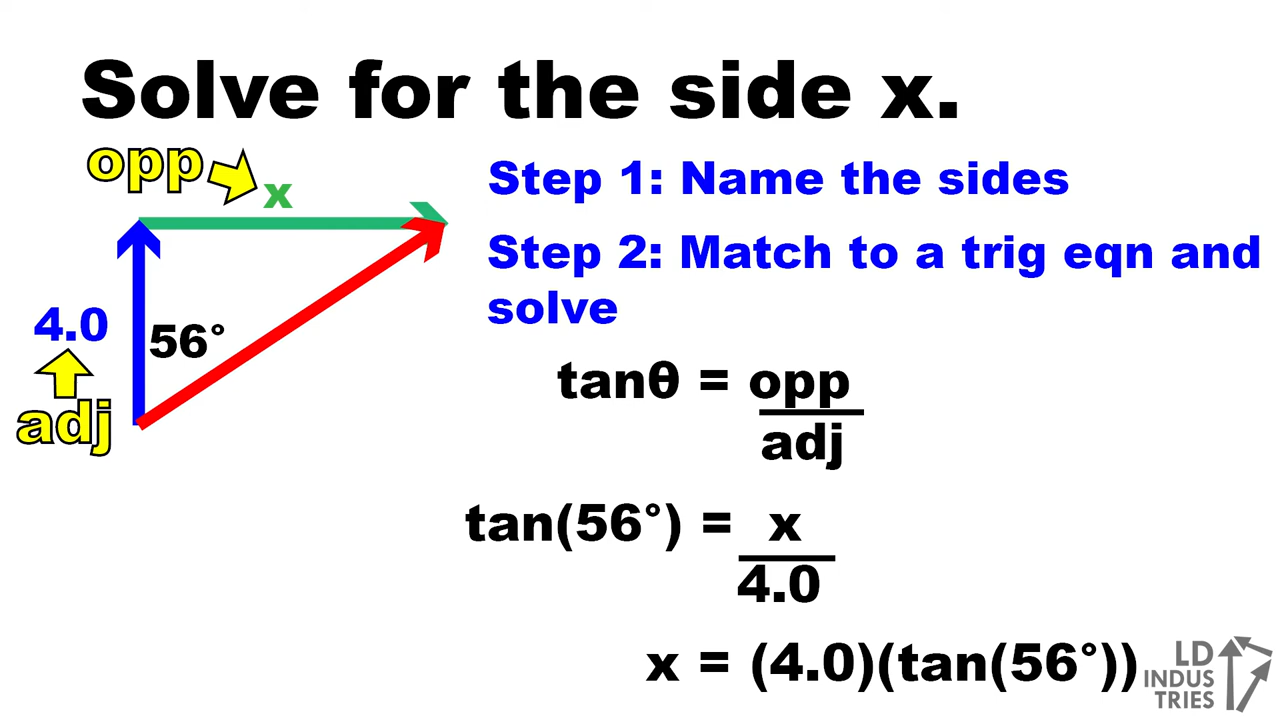 Solve for the side x.
opp
x
Step 1: Name the sides
Step 2: Match to a trig eqn and
solve
4.0
56°
adj
tanθ = opp
adj
tan(56°) = x
4.0
x = (4.0)(tan(56°))
LD
INDUS
TRIES